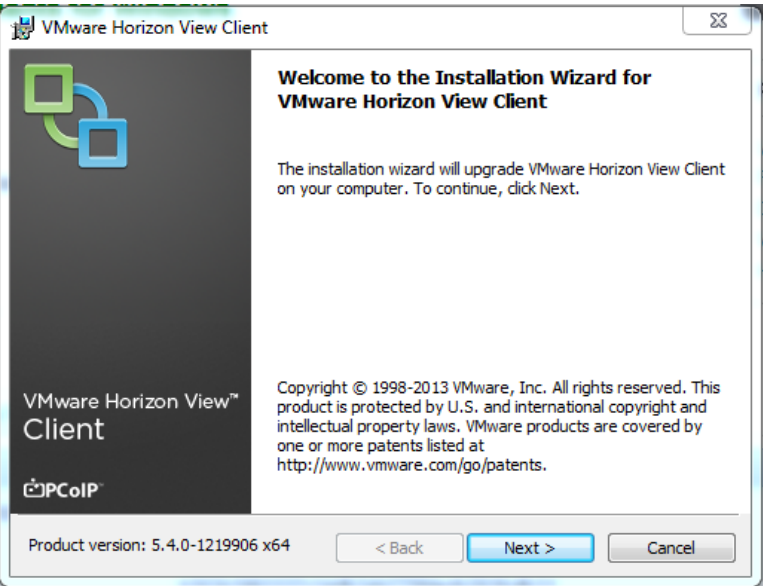 VMware Horizon View Client
Welcome to the Installation Wizard for
VMware Horizon View Client
The installation wizard will upgrade VMware Horizon View Client
on your computer. To continue, click Next.
Copyright © 1998-2013 VMware, Inc. All rights reserved. This
product is protected by U.S. and international copyright and
intellectual property laws. VMware products are covered by
one or more patents listed at
http://www.vmware.com/go/patents.
VMware Horizon View™
Client
PCoIP™
Product version: 5.4.0-1219906 x64
< Back
Next >
Cancel